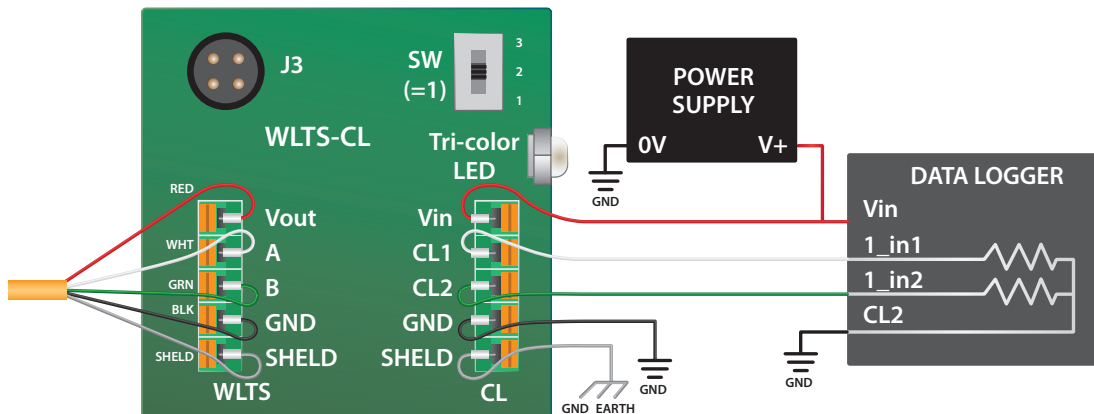 J3
SW
(=1)
3
2
1
WLTS-CL
Tri-color
LED
RED
WHT
GRN
BLK
SHELD
Vout
A
B
GND
SHELD
WLTS
Vin
CL1
CL2
GND
SHELD
CL
POWER
SUPPLY
0V
V+
GND
GND
GND EARTH
DATA LOGGER
Vin
1_in1
1_in2
CL2
GND